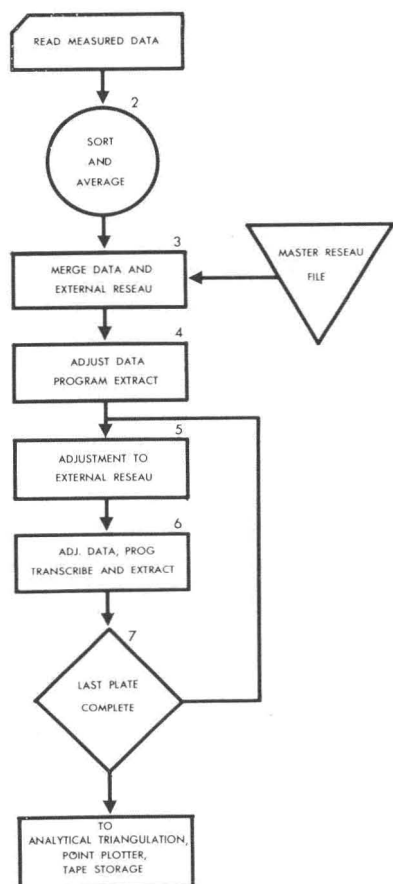 READ MEASURED DATA
2
SORT
AND
AVERAGE
3
MERGE DATA AND
EXTERNAL RESEAU
MASTER RESEAU
FILE
4
ADJUST DATA
PROGRAM EXTRACT
5
ADJUSTMENT TO
EXTERNAL RESEAU
6
ADJ. DATA, PROG
TRANSCRIBE AND EXTRACT
7
LAST PLATE
COMPLETE
TO
ANALYTICAL TRIANGULATION,
POINT PLOTTER,
TAPE STORAGE